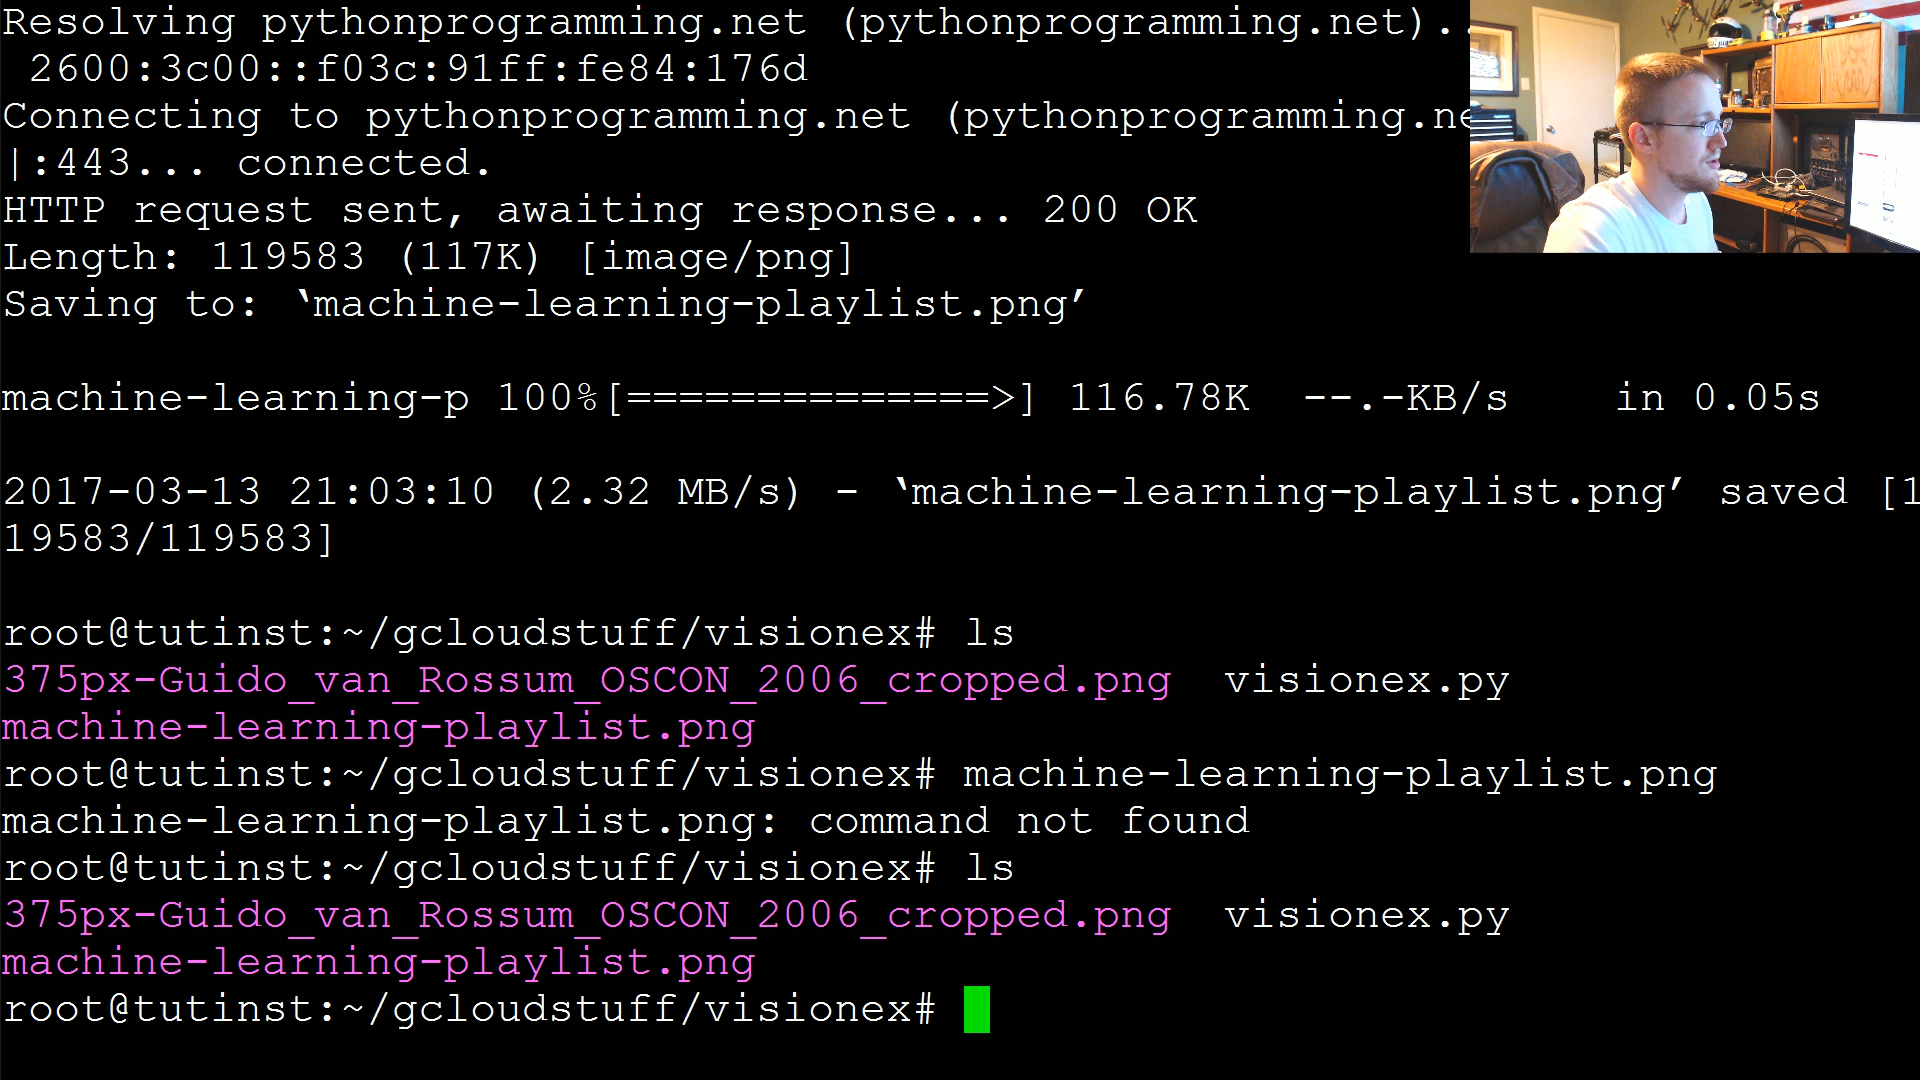 Resolving pythonprogramming.net (pythonprogramming.net)..
2600:3c00::f03c:91ff:fe84:176d
Connecting to pythonprogramming.net (pythonprogramming.ne
|:443... connected.
HTTP request sent, awaiting response... 200 OK
Length: 119583 (117K) [image/png]
Saving to: ‘machine-learning-playlist.png’
machine-learning-p 100%[==============>] 116.78K --.-KB/s in 0.05s
2017-03-13 21:03:10 (2.32 MB/s) - ‘machine-learning-playlist.png’ saved [1
19583/119583]
root@tutinst:~/gcloudstuff/visionex# ls
375px-Guido_van_Rossum_OSCON_2006_cropped.png visionex.py
machine-learning-playlist.png
root@tutinst:~/gcloudstuff/visionex# machine-learning-playlist.png
machine-learning-playlist.png: command not found
root@tutinst:~/gcloudstuff/visionex# ls
375px-Guido_van_Rossum_OSCON_2006_cropped.png visionex.py
machine-learning-playlist.png
root@tutinst:~/gcloudstuff/visionex#